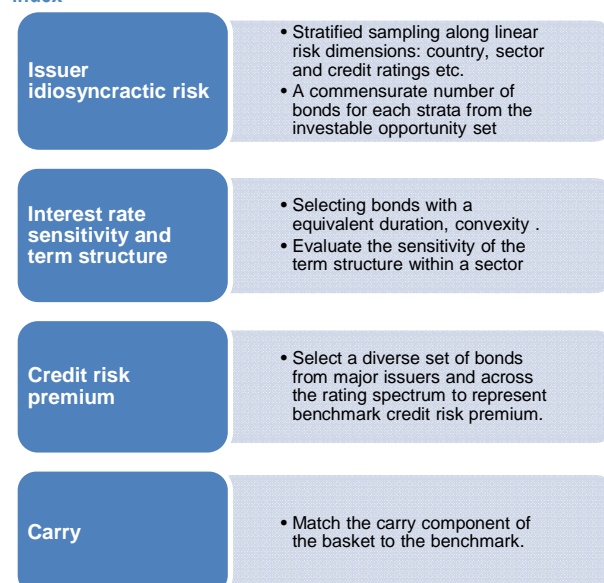 index
Issuer
idiosyncractic risk
• Stratified sampling along linear
risk dimensions: country, sector
and credit ratings etc.
• A commensurate number of
bonds for each strata from the
investable opportunity set
Interest rate
sensitivity and
term structure
• Selecting bonds with a
equivalent duration, convexity .
• Evaluate the sensitivity of the
term structure within a sector
Credit risk
premium
• Select a diverse set of bonds
from major issuers and across
the rating spectrum to represent
benchmark credit risk premium.
Carry
• Match the carry component of
the basket to the benchmark.